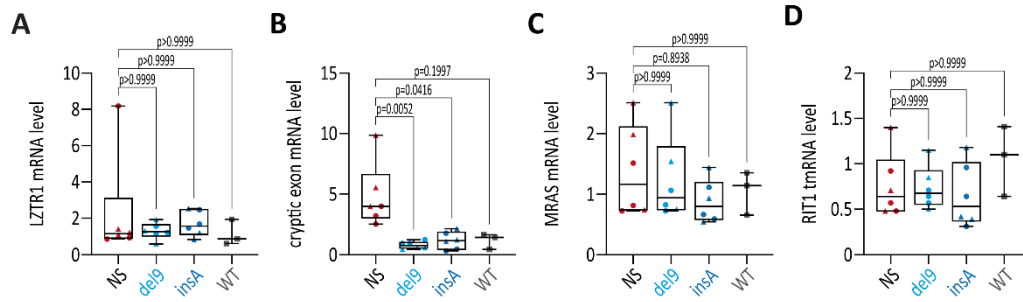 A
p>0.9999
p>0.9999
p>0.9999
LZTR1 mRNA level
10
8
6
4
2
0
NS
del9
insA
WT
B
p=0.1997
p=0.0416
p=0.0052
cryptic exon mRNA level
15
10
5
0
NS
del9
insA
WT
C
p>0.9999
p=0.8938
p>0.9999
MRAS mRNA level
3
2
1
0
NS
del9
insA
WT
D
p>0.9999
p>0.9999
p>0.9999
RIT1 tmRNA level
2
1.5
1.0
0.5
0
NS
del9
insA
WT